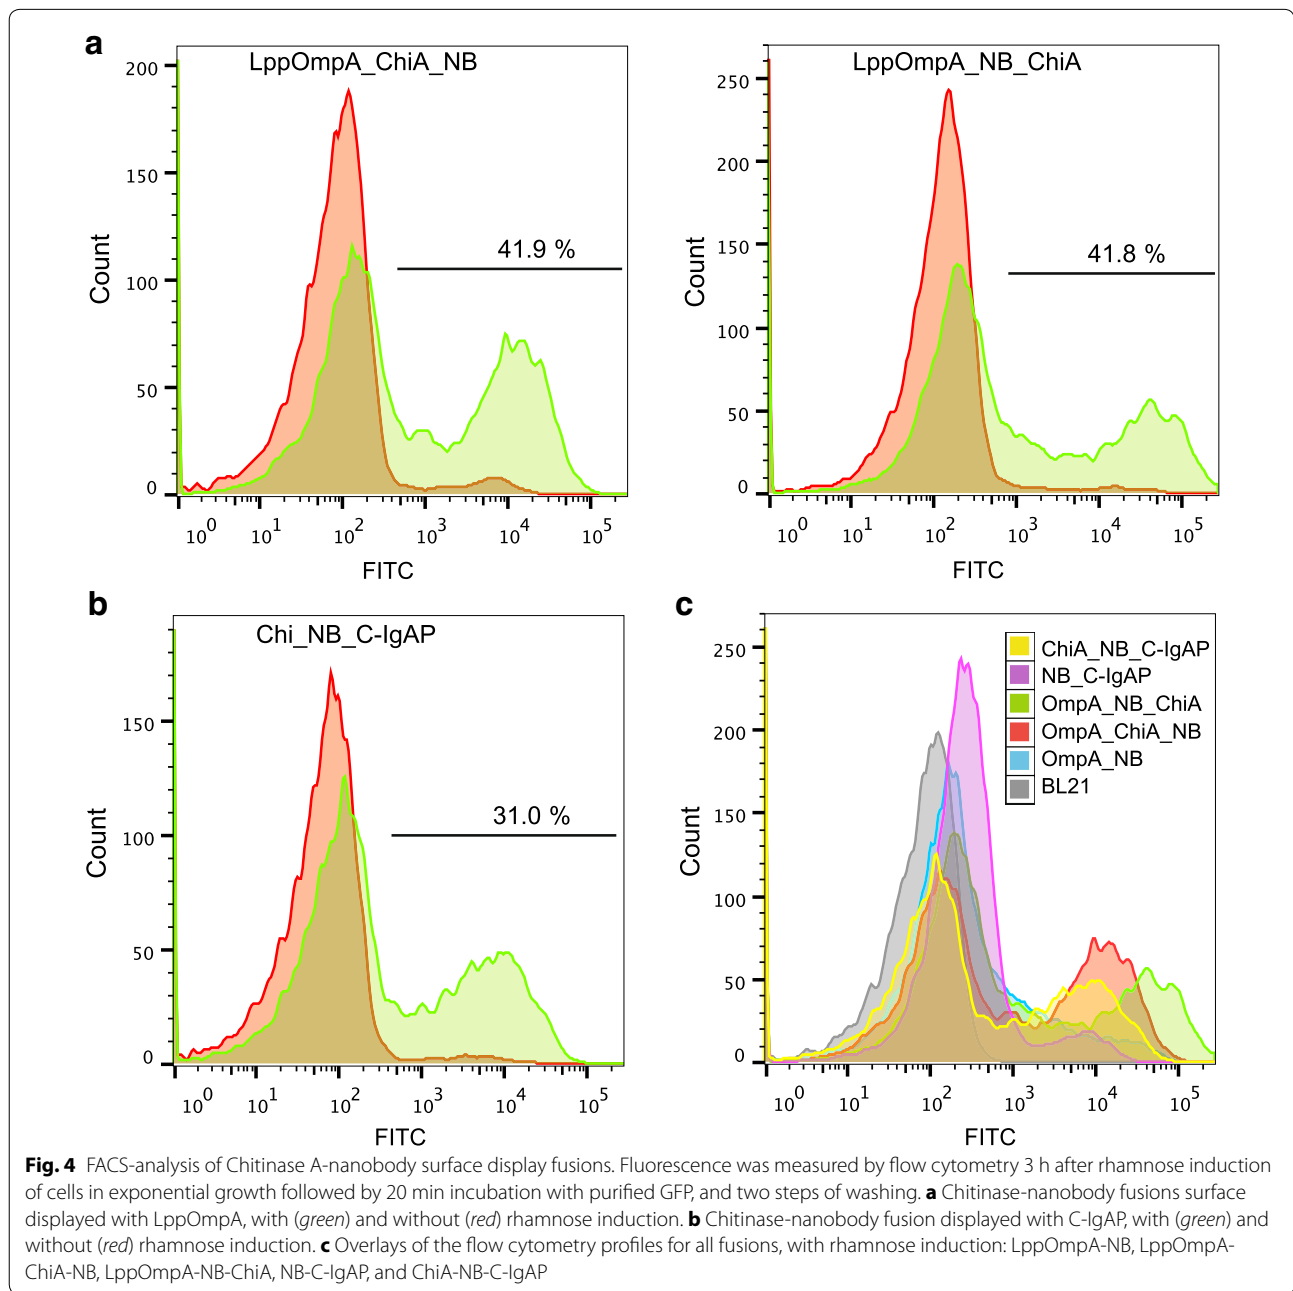 a
LppOmpA_ChiA_NB
200
150
100
50
0
Count
41.9 %
10^0 10^1 10^2 10^3 10^4 10^5
FITC
LppOmpA_NB_ChiA
250
200
150
100
50
0
Count
41.8 %
10^0 10^1 10^2 10^3 10^4 10^5
FITC
b
Chi_NB_C-IgAP
150
100
50
0
Count
31.0 %
10^0 10^1 10^2 10^3 10^4 10^5
FITC
c
250
200
150
100
50
0
Count
ChiA_NB_C-IgAP
NB_C-IgAP
OmpA_NB_ChiA
OmpA_ChiA_NB
OmpA_NB
BL21
10^0 10^1 10^2 10^3 10^4 10^5
FITC
Fig. 4 FACS-analysis of Chitinase A-nanobody surface display fusions. Fluorescence was measured by flow cytometry 3 h after rhamnose induction
of cells in exponential growth followed by 20 min incubation with purified GFP, and two steps of washing. a Chitinase-nanobody fusions surface
displayed with LppOmpA, with (green) and without (red) rhamnose induction. b Chitinase-nanobody fusion displayed with C-IgAP, with (green) and
without (red) rhamnose induction. c Overlays of the flow cytometry profiles for all fusions, with rhamnose induction: LppOmpA-NB, LppOmpA-
ChiA-NB, LppOmpA-NB-ChiA, NB-C-IgAP, and ChiA-NB-C-IgAP